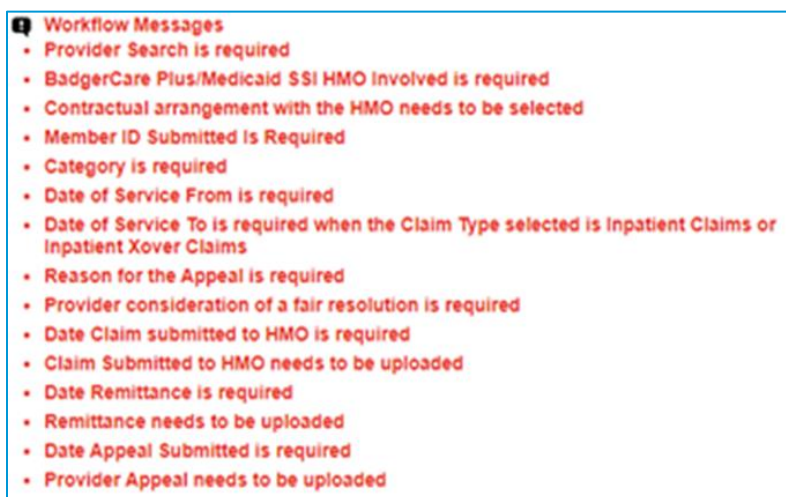 Workflow Messages
• Provider Search is required
• BadgerCare Plus/Medicaid SSI HMO Involved is required
• Contractual arrangement with the HMO needs to be selected
• Member ID Submitted Is Required
• Category is required
• Date of Service From is required
• Date of Service To is required when the Claim Type selected is Inpatient Claims or
Inpatient Xover Claims
• Reason for the Appeal is required
• Provider consideration of a fair resolution is required
• Date Claim submitted to HMO is required
• Claim Submitted to HMO needs to be uploaded
• Date Remittance is required
• Remittance needs to be uploaded
• Date Appeal Submitted is required
• Provider Appeal needs to be uploaded